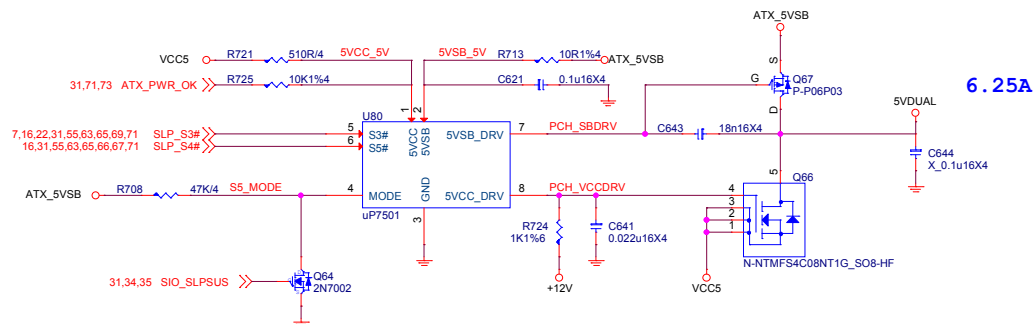 ATX_5VSB
R721 510R/4 5VCC_5V 5VSB_5V R713 10R1%4
VCC5 ATX_5VSB
31,71,73 ATX_PWR_OK R725 10K1%4 C621 0.1u16X4
S
G Q67
P-P06P03
D
6.25A
1 2
U80
5VCC 5VSB
5VDUAL
7,16,22,31,55,63,65,69,71 SLP_S3# 5 S3# 5VSB_DRV 7 PCH_SBDRV C643 18n16X4
16,31,55,63,65,66,67,71 SLP_S4# 6 S5#
C644
X_0.1u16X4
ATX_5VSB R708 47K/4 S5_MODE 4 MODE GND 5VCC_DRV 8 PCH_VCCDRV
5 Q66
4
3
2
1
uP7501 3
R724
1K1%6
C641
0.022u16X4
N-NTMFS4C08NT1G_SO8-HF
31,34,35 SIO_SLPSUS Q64
2N7002
+12V VCC5